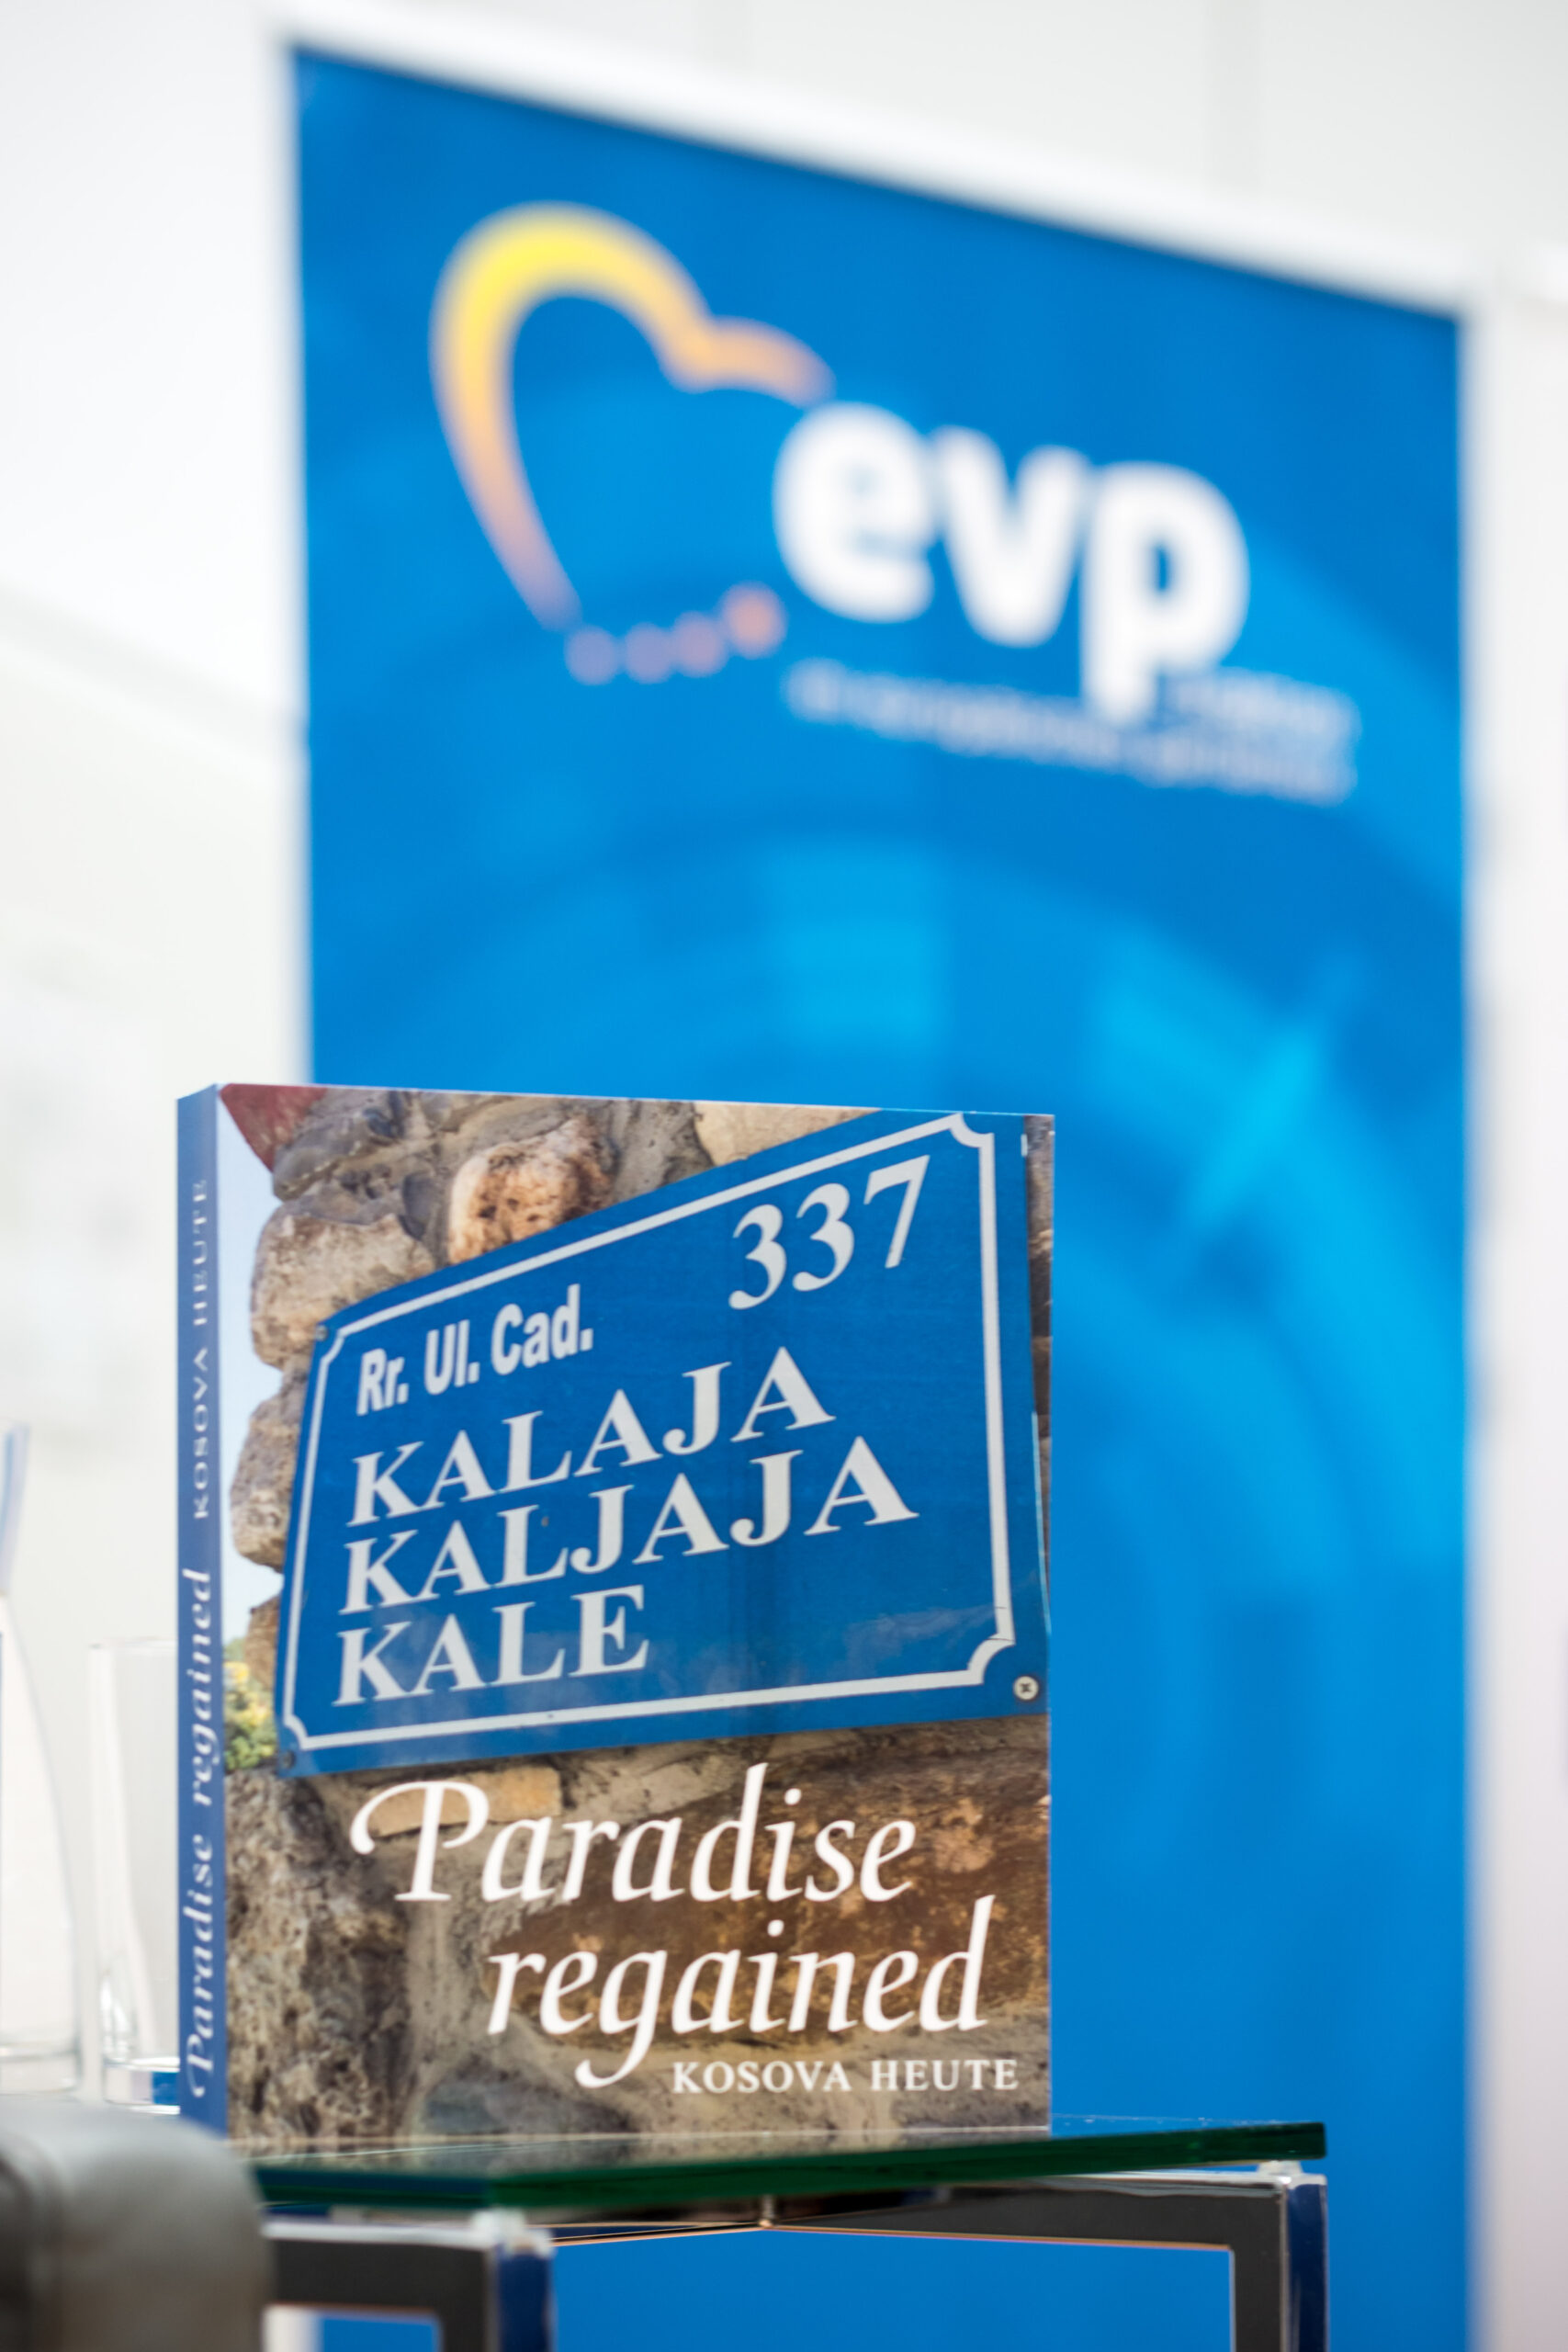 evp
337
Rr. Ul. Cad.
KALAJA
KALJAJA
KALE
Paradise
regained
KOSOVA HEUTE
Paradise regained KOSOVA HEUTE